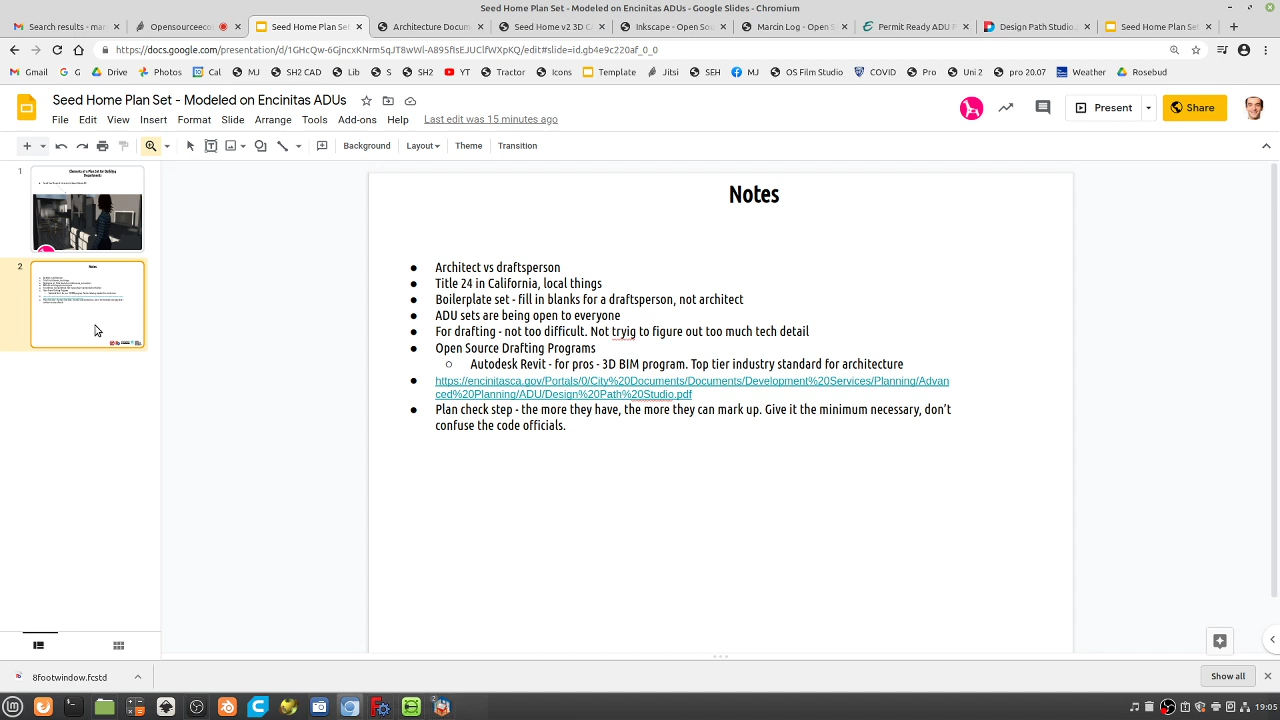 Seed Home Plan Set - Modeled on Encinitas ADUs - Google Slides - Chromium
Search results - mar
Opensourceec
Seed Home Plan Set
Architecture Docum
Seed Home v2 3D C
Inkscape - Open So
Marcin Log - Open S
Permit Ready ADU P
Design Path Studio
Seed Home Plan Set
https://docs.google.com/presentation/d/1GHcQw-6GjncxKNrmSqJT8wWl-A895fisEJUClfWXpKQ/edit#slide=id.gb4e9c220af_0_0
Gmail G Drive Photos Cal MJ SH2 CAD Lib S SH2 YT Tractor Icons Template Jitsi SEH MJ OS Film Studio COVID Pro Uni 2 pro 20.07 Weather Rosebud
Seed Home Plan Set - Modeled on Encinitas ADUs
File Edit View Insert Format Slide Arrange Tools Add-ons Help Last edit was 15 minutes ago
Present
Share
Background Layout Theme Transition
1
2
Notes
● Architect vs draftsperson
● Title 24 in California, local things
● Boilerplate set - fill in blanks for a draftsperson, not architect
● ADU sets are being open to everyone
● For drafting - not too difficult. Not tryig to figure out too much tech detail
● Open Source Drafting Programs
○ Autodesk Revit - for pros - 3D BIM program. Top tier industry standard for architecture
● https://encinitasca.gov/Portals/0/City%20Documents/Documents/Development%20Services/Planning/Advan
ced%20Planning/ADU/Design%20Path%20Studio.pdf
● Plan check step - the more they have, the more they can mark up. Give it the minimum necessary, don't
confuse the code officials.
8footwindow.fcstd
Show all
19:05